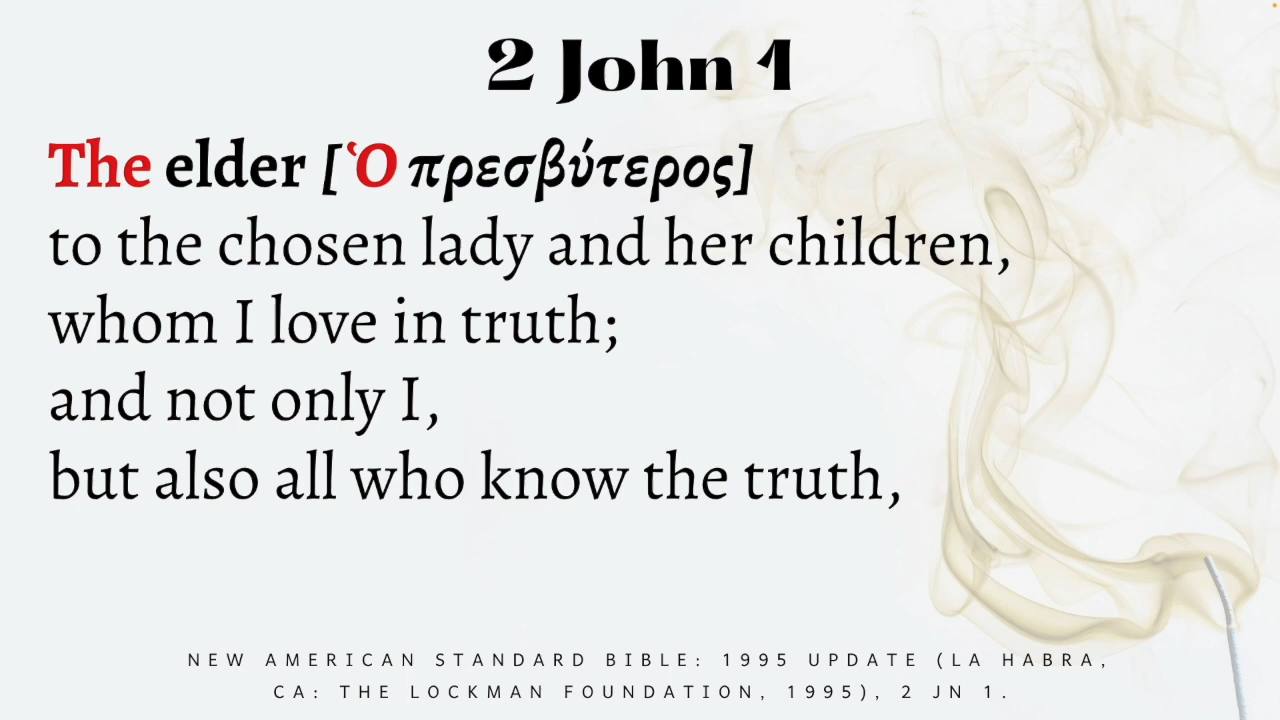 2 John 1
The elder [Ὁ πρεσβύτερος]
to the chosen lady and her children,
whom I love in truth;
and not only I,
but also all who know the truth,
NEW AMERICAN STANDARD BIBLE: 1995 UPDATE (LA HABRA,
CA: THE LOCKMAN FOUNDATION, 1995), 2 JN 1.